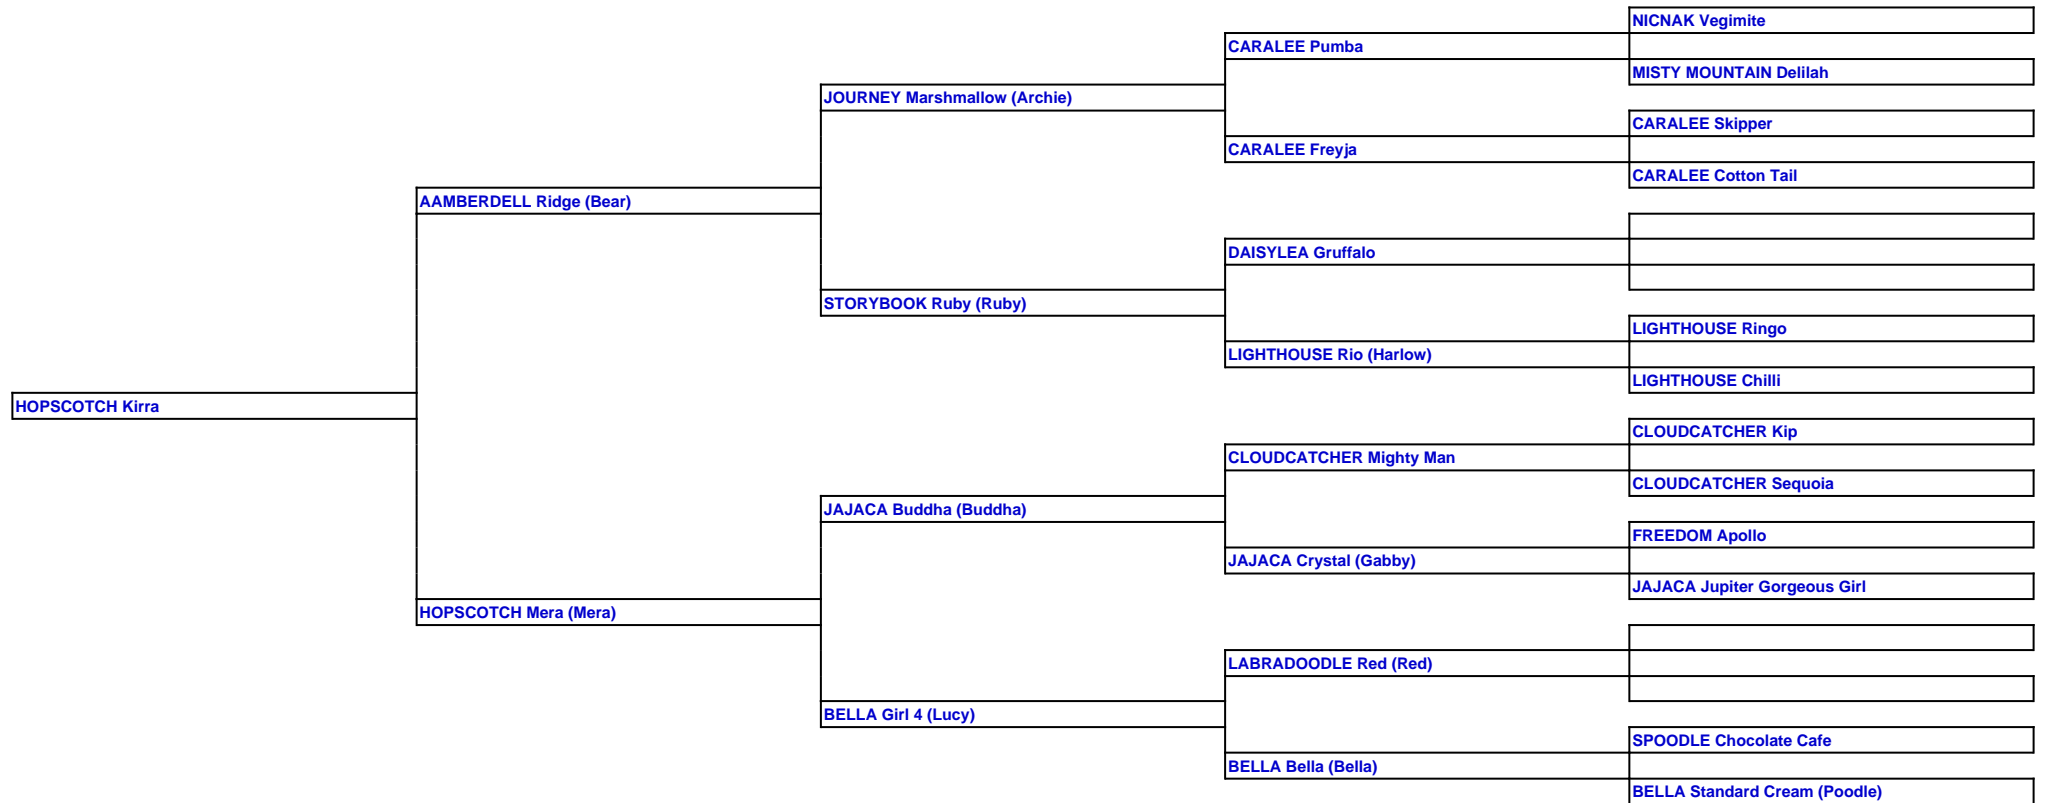 NICNAK Vegimite
CARALEE Pumba
MISTY MOUNTAIN Delilah
JOURNEY Marshmallow (Archie)
CARALEE Skipper
CARALEE Freyja
CARALEE Cotton Tail
AAMBERDELL Ridge (Bear)
DAISYLEA Gruffalo
STORYBOOK Ruby (Ruby)
LIGHTHOUSE Ringo
LIGHTHOUSE Rio (Harlow)
LIGHTHOUSE Chilli
HOPSCOTCH Kirra
CLOUDCATCHER Kip
CLOUDCATCHER Mighty Man
CLOUDCATCHER Sequoia
JAJACA Buddha (Buddha)
FREEDOM Apollo
JAJACA Crystal (Gabby)
JAJACA Jupiter Gorgeous Girl
HOPSCOTCH Mera (Mera)
LABRADOODLE Red (Red)
BELLA Girl 4 (Lucy)
SPOODLE Chocolate Cafe
BELLA Bella (Bella)
BELLA Standard Cream (Poodle)